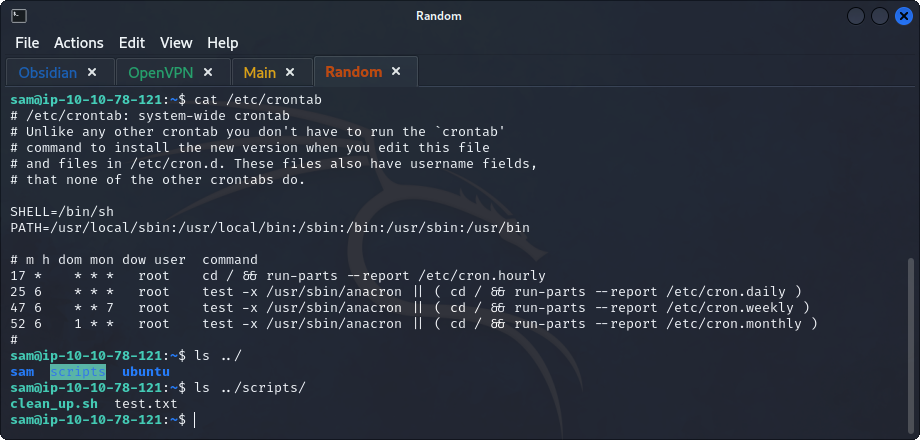 Random
File Actions Edit View Help
Obsidian × OpenVPN × Main × Random ×
sam@ip-10-10-78-121:~$ cat /etc/crontab
# /etc/crontab: system-wide crontab
# Unlike any other crontab you don't have to run the `crontab'
# command to install the new version when you edit this file
# and files in /etc/cron.d. These files also have username fields,
# that none of the other crontabs do.

SHELL=/bin/sh
PATH=/usr/local/sbin:/usr/local/bin:/sbin:/bin:/usr/sbin:/usr/bin

# m h dom mon dow user  command
17 *    * * *   root    cd / && run-parts --report /etc/cron.hourly
25 6    * * *   root    test -x /usr/sbin/anacron || ( cd / && run-parts --report /etc/cron.daily )
47 6    * * 7   root    test -x /usr/sbin/anacron || ( cd / && run-parts --report /etc/cron.weekly )
52 6    1 * *   root    test -x /usr/sbin/anacron || ( cd / && run-parts --report /etc/cron.monthly )
#
sam@ip-10-10-78-121:~$ ls ../
sam  scripts  ubuntu
sam@ip-10-10-78-121:~$ ls ../scripts/
clean_up.sh  test.txt
sam@ip-10-10-78-121:~$